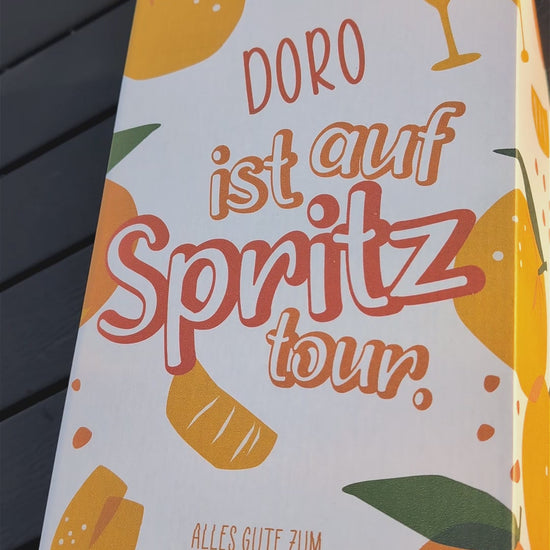 DORO
ist auf
Spritz
tour.
ALLES GUTE ZUM